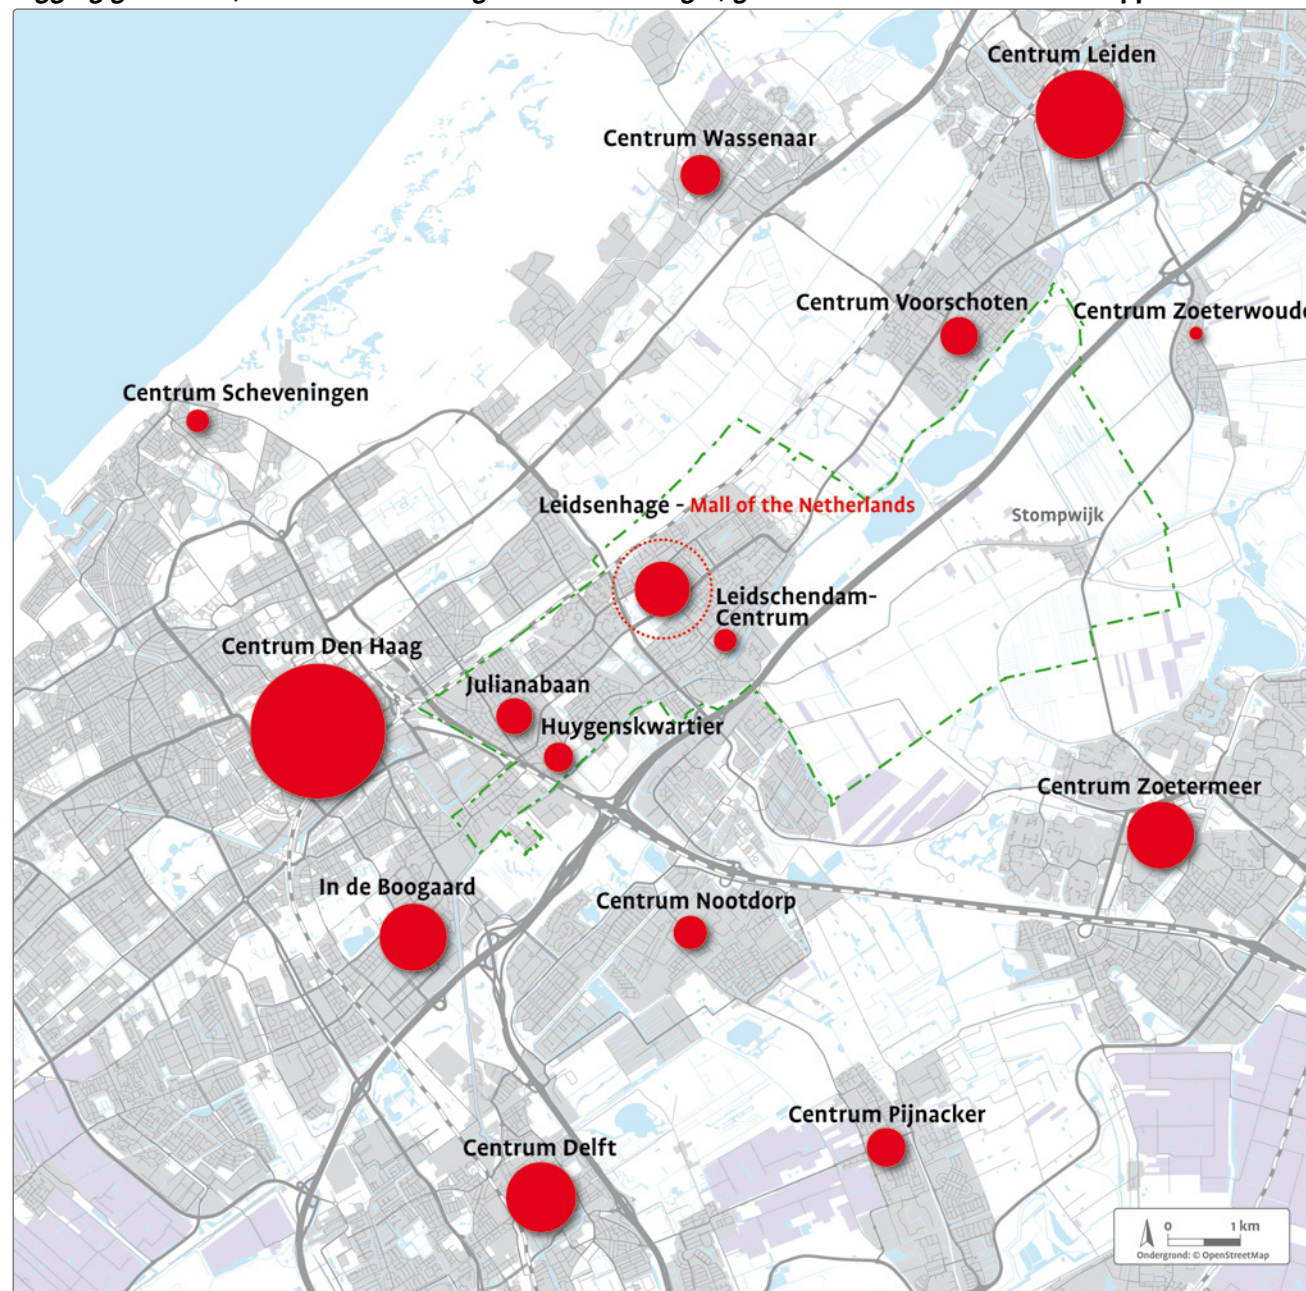 Centrum Leiden
Centrum Wassenaar
Centrum Voorschoten
Centrum Zoeterwoude
Centrum Scheveningen
Leidsenhage - Mall of the Netherlands
Stompwijk
Leidschendam-
Centrum
Centrum Den Haag
Julianabaan
Huygenskwartier
Centrum Zoetermeer
In de Boogaard
Centrum Nootdorp
Centrum Pijnacker
Centrum Delft
0 1 km
Ondergrond: © OpenStreetMap